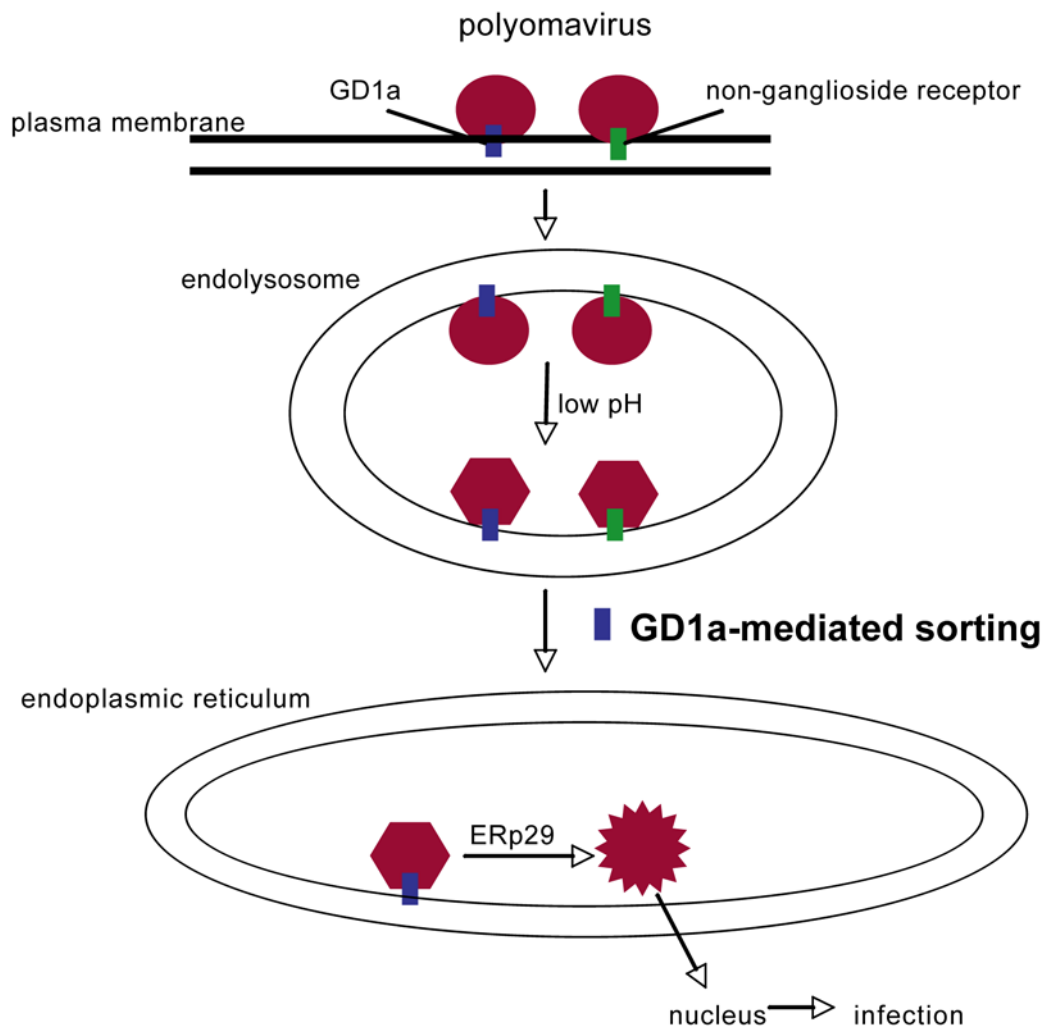 polyomavirus
GD1a
non-ganglioside receptor
plasma membrane
endolysosome
low pH
GD1a-mediated sorting
endoplasmic reticulum
ERp29
nucleus
infection